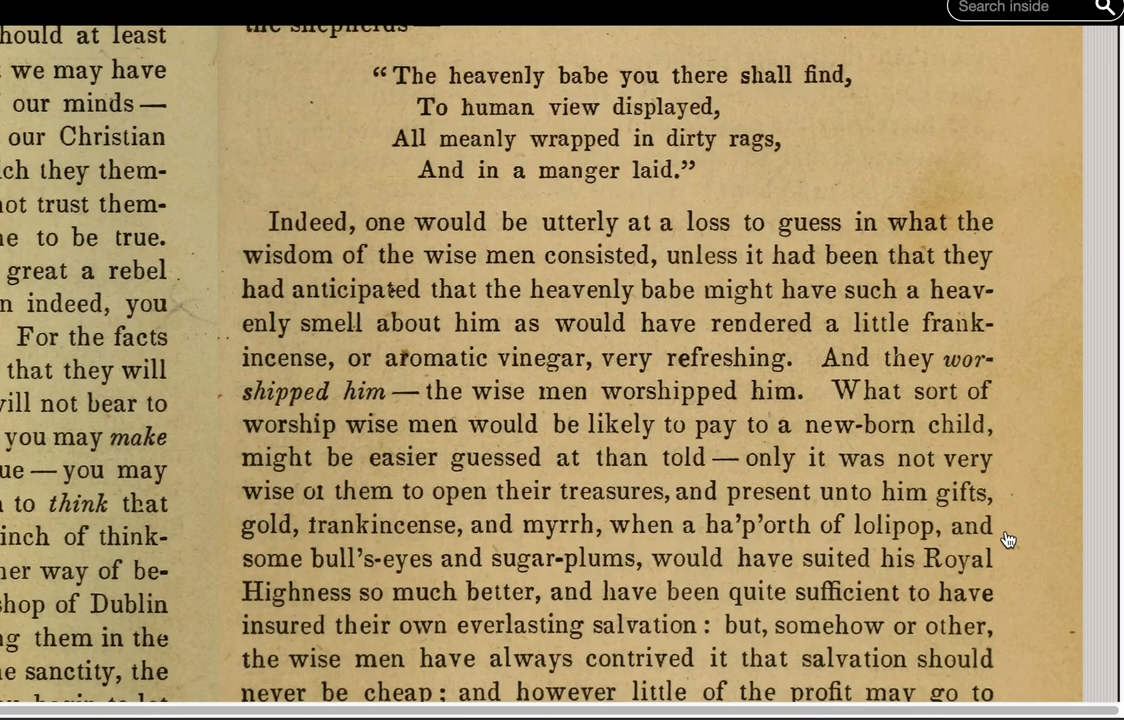 Search inside
hould at least
we may have
our minds —
our Christian
ch they them-
ot trust them-
e to be true.
great a rebel
n indeed, you
For the facts
that they will
ill not bear to
you may make
ue — you may
to think that
inch of think-
er way of be-
shop of Dublin
g them in the
e sanctity, the
the shepherds—
“The heavenly babe you there shall find,
To human view displayed,
All meanly wrapped in dirty rags,
And in a manger laid.”
Indeed, one would be utterly at a loss to guess in what the
wisdom of the wise men consisted, unless it had been that they
had anticipated that the heavenly babe might have such a heav-
enly smell about him as would have rendered a little frank-
incense, or aromatic vinegar, very refreshing. And they wor-
shipped him — the wise men worshipped him. What sort of
worship wise men would be likely to pay to a new-born child,
might be easier guessed at than told — only it was not very
wise of them to open their treasures, and present unto him gifts,
gold, frankincense, and myrrh, when a ha'p'orth of lolipop, and
some bull's-eyes and sugar-plums, would have suited his Royal
Highness so much better, and have been quite sufficient to have
insured their own everlasting salvation: but, somehow or other,
the wise men have always contrived it that salvation should
never be cheap; and however little of the profit may go to